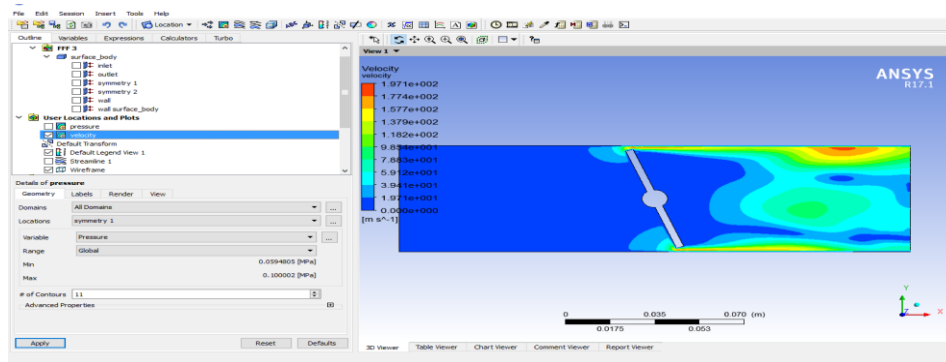 File Edit Session Insert Tools Help
Location
Outline Variables Expressions Calculators Turbo
FFF 3
surface_body
inlet
outlet
symmetry 1
symmetry 2
wall
wall surface_body
User Locations and Plots
pressure
velocity
Default Transform
Default Legend View 1
Streamline 1
Wireframe
Details of pressure
Geometry Labels Render View
Domains All Domains ...
Locations symmetry 1 ...
Variable Pressure ...
Range Global
Min 0.0594805 [MPa]
Max 0.100002 [MPa]
# of Contours 11
Advanced Properties
Apply Reset Defaults
View 1
Velocity
velocity
1.971e+002
1.774e+002
1.577e+002
1.379e+002
1.182e+002
9.854e+001
7.883e+001
5.912e+001
3.941e+001
1.971e+001
0.000e+000
[m s^-1]
ANSYS
R17.1
0 0.035 0.070 (m)
0.0175 0.053
Y
Z X
3D Viewer Table Viewer Chart Viewer Comment Viewer Report Viewer